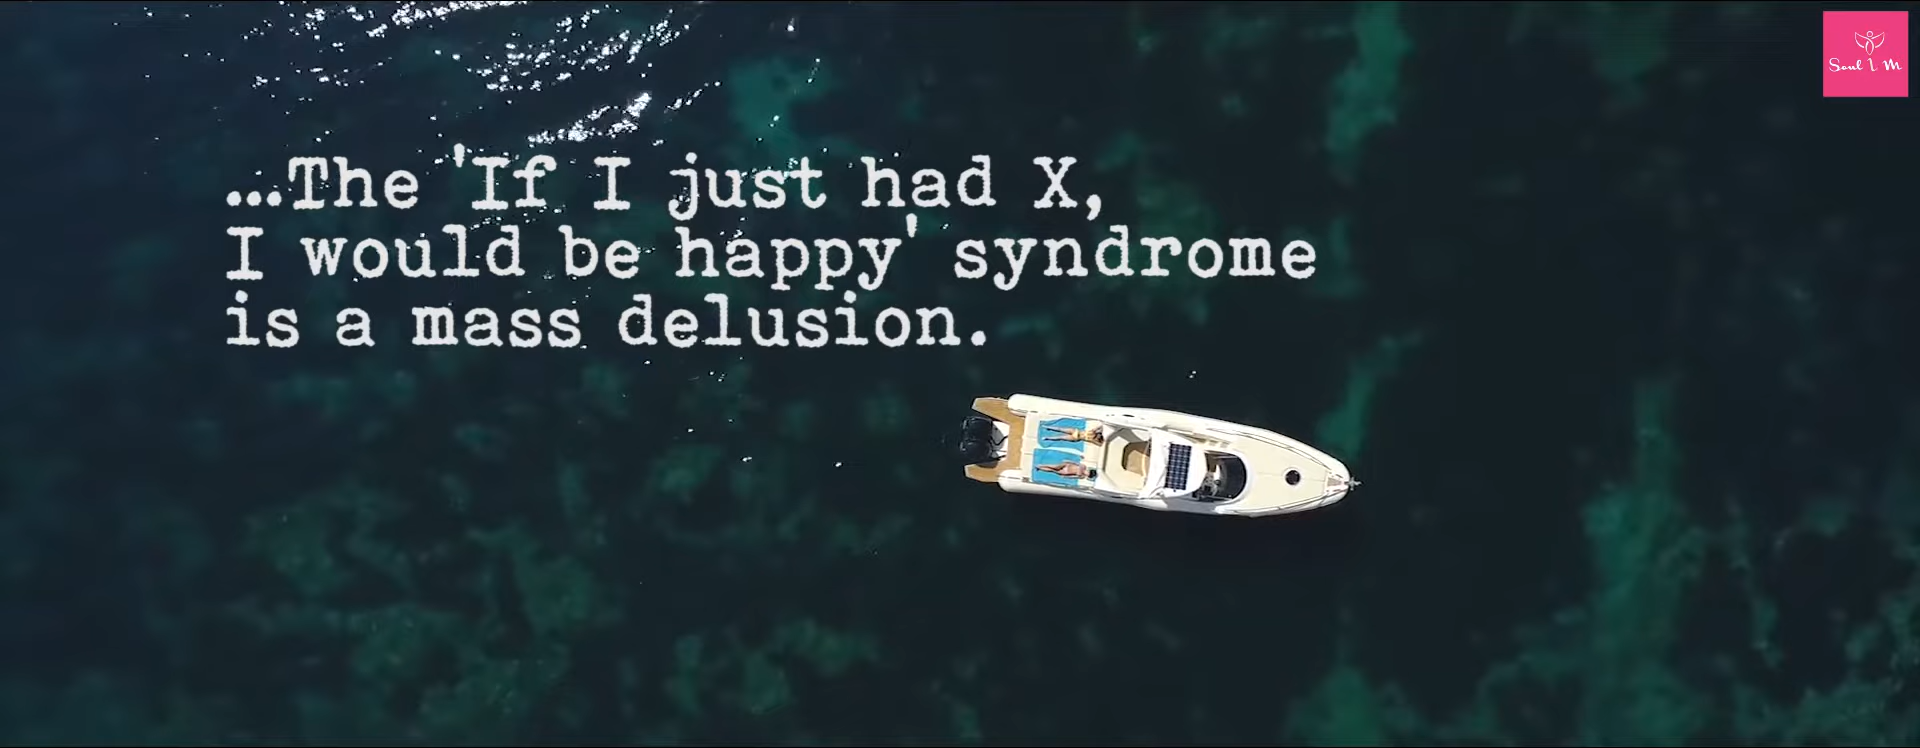 ...The 'If I just had X,
I would be happy' syndrome
is a mass delusion.
Soul I M